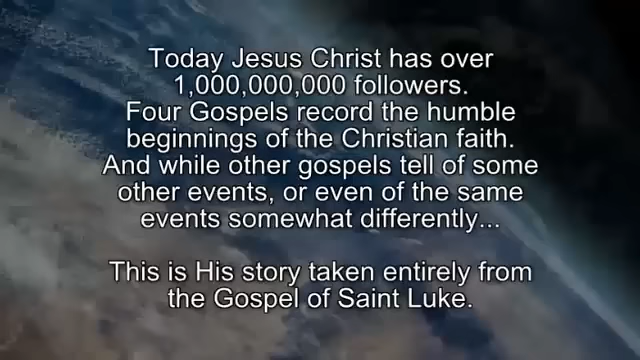 Today Jesus Christ has over
1,000,000,000 followers.
Four Gospels record the humble
beginnings of the Christian faith.
And while other gospels tell of some
other events, or even of the same
events somewhat differently...
This is His story taken entirely from
the Gospel of Saint Luke.